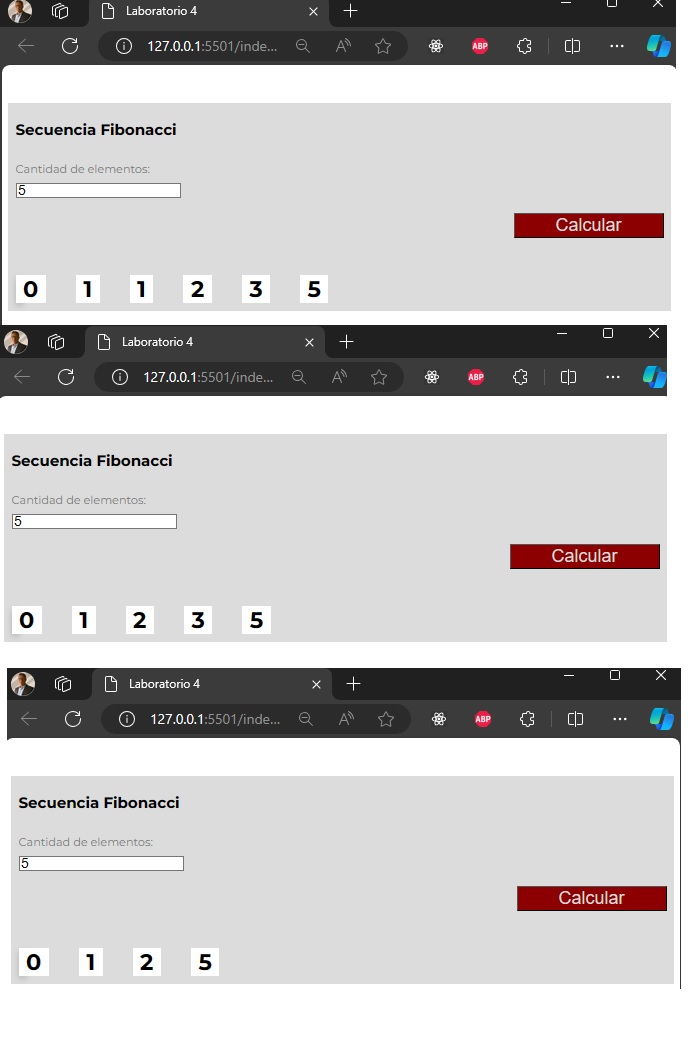 Laboratorio 4
127.0.0.1:5501/inde...
A
ABP
Secuencia Fibonacci
Cantidad de elementos:
5
Calcular
0 1 1 2 3 5
Laboratorio 4
127.0.0.1:5501/inde...
A
ABP
Secuencia Fibonacci
Cantidad de elementos:
5
Calcular
0 1 2 3 5
Laboratorio 4
127.0.0.1:5501/inde...
A
ABP
Secuencia Fibonacci
Cantidad de elementos:
5
Calcular
0 1 2 5